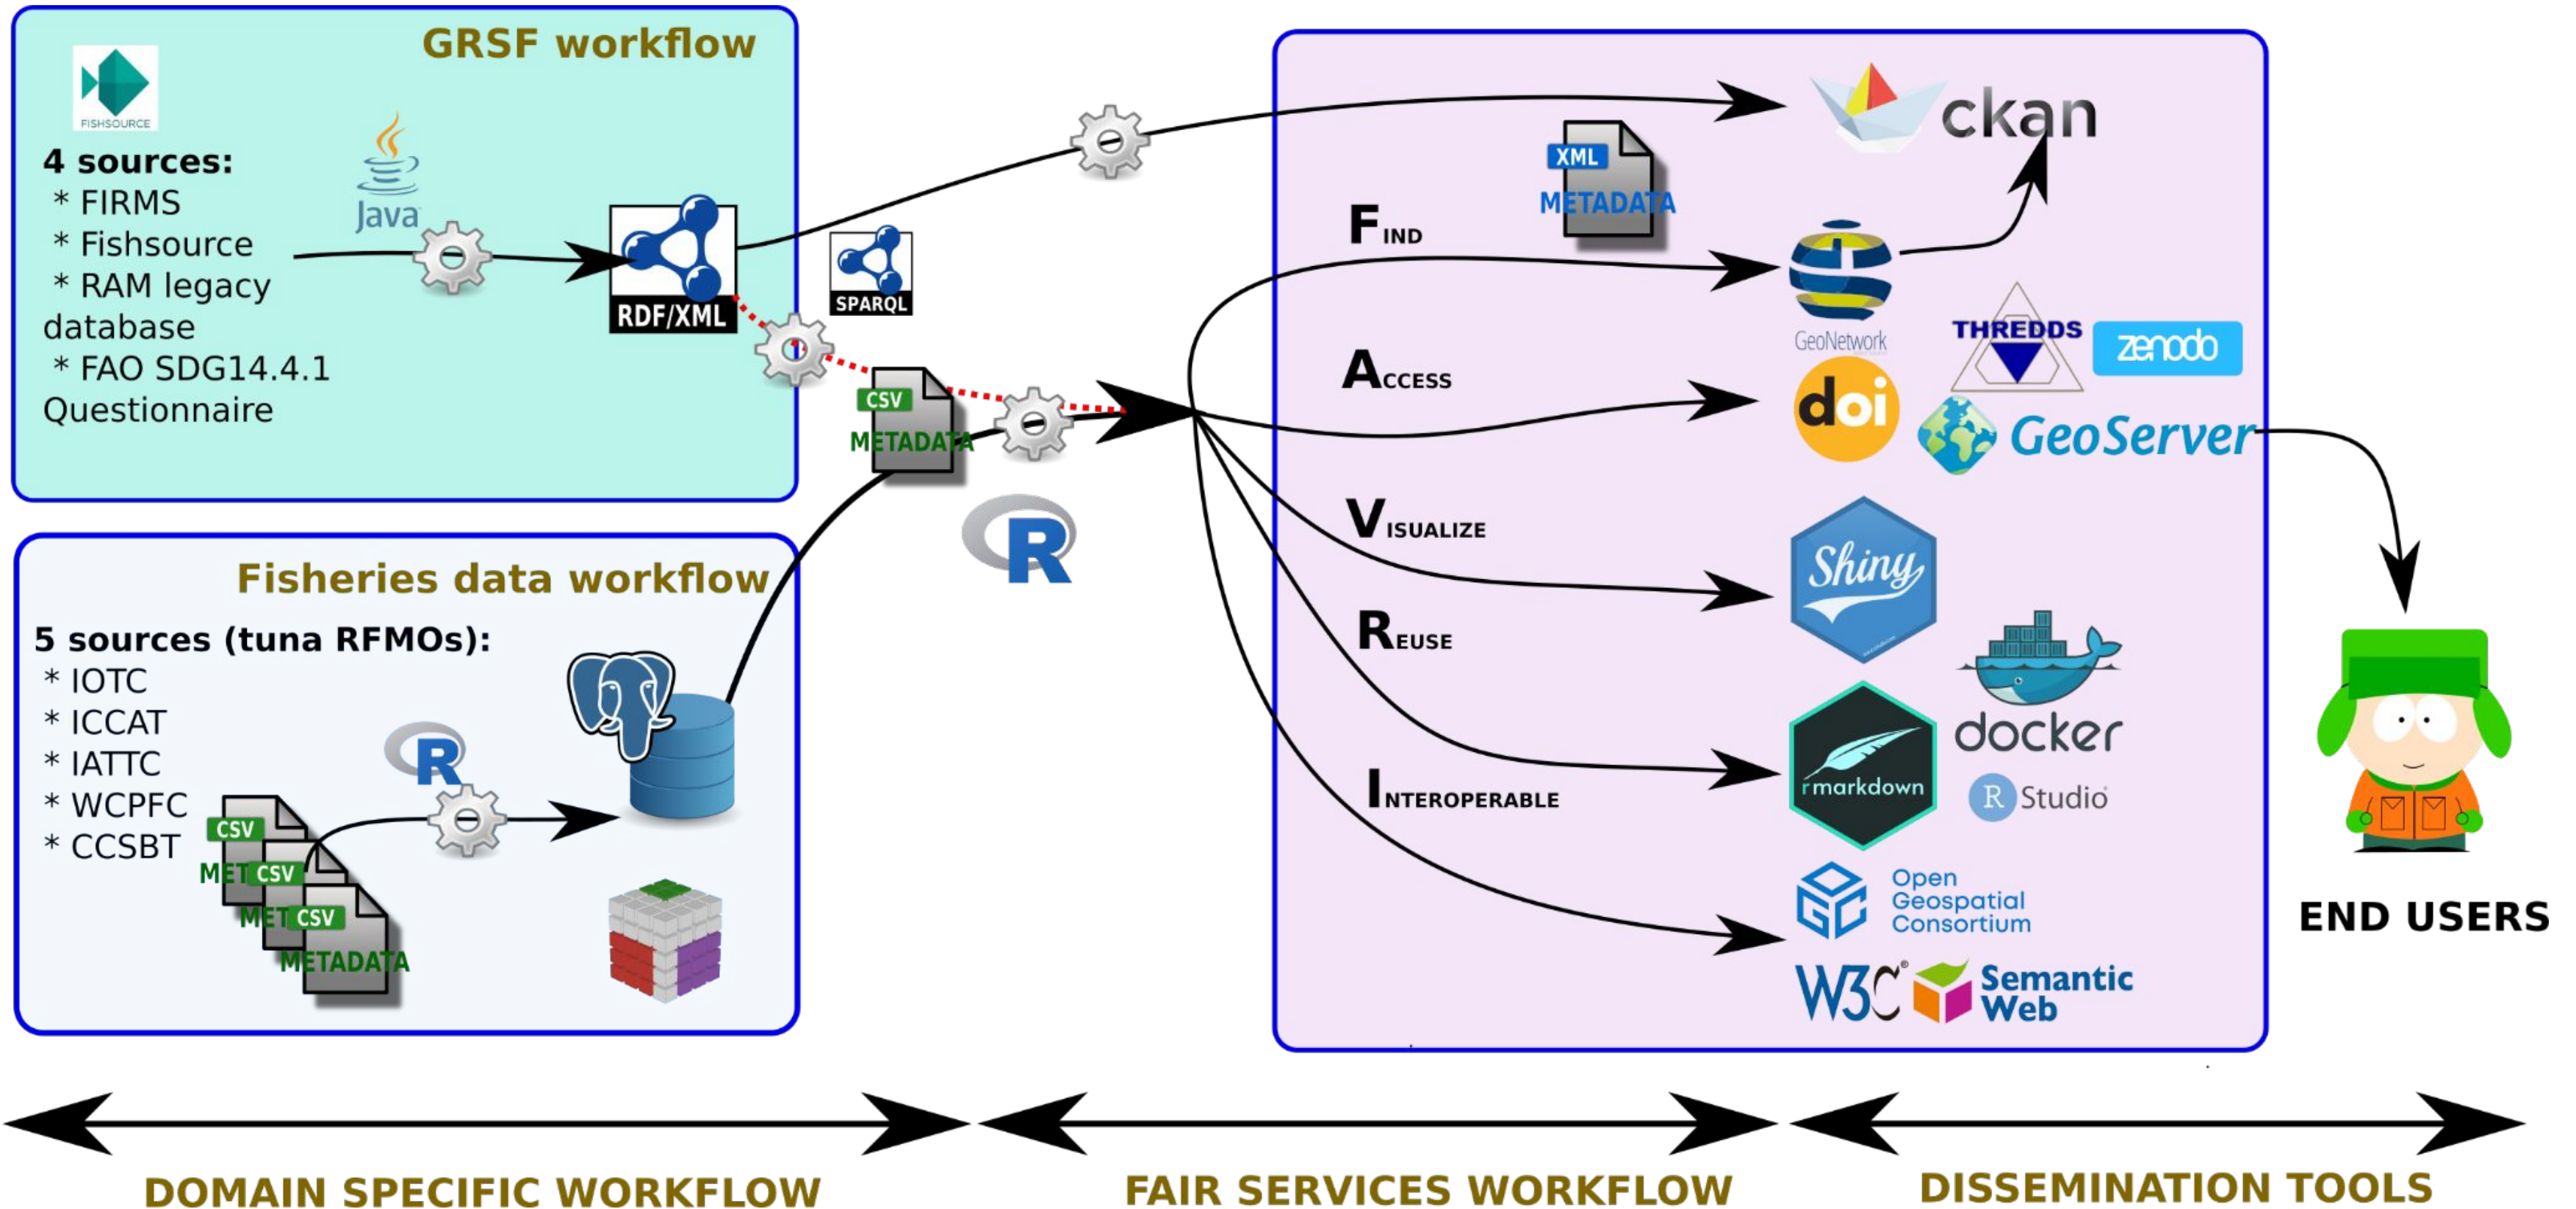 GRSF workflow
FISHSOURCE
4 sources:
* FIRMS
* Fishsource
* RAM legacy
database
* FAO SDG14.4.1
Questionnaire
Java
RDF/XML
SPARQL
CSV
METADATA
R
Fisheries data workflow
5 sources (tuna RFMOs):
* IOTC
* ICCAT
* IATTC
* WCPFC
* CCSBT
R
CSV
MET
CSV
MET
CSV
METADATA
XML
METADATA
FIND
ACCESS
VISUALIZE
REUSE
INTEROPERABLE
ckan
GeoNetwork
THREDDS
zenodo
doi
GeoServer
Shiny
docker
rmarkdown
R Studio
OGC
Open
Geospatial
Consortium
W3C®
Semantic
Web
END USERS
DOMAIN SPECIFIC WORKFLOW
FAIR SERVICES WORKFLOW
DISSEMINATION TOOLS